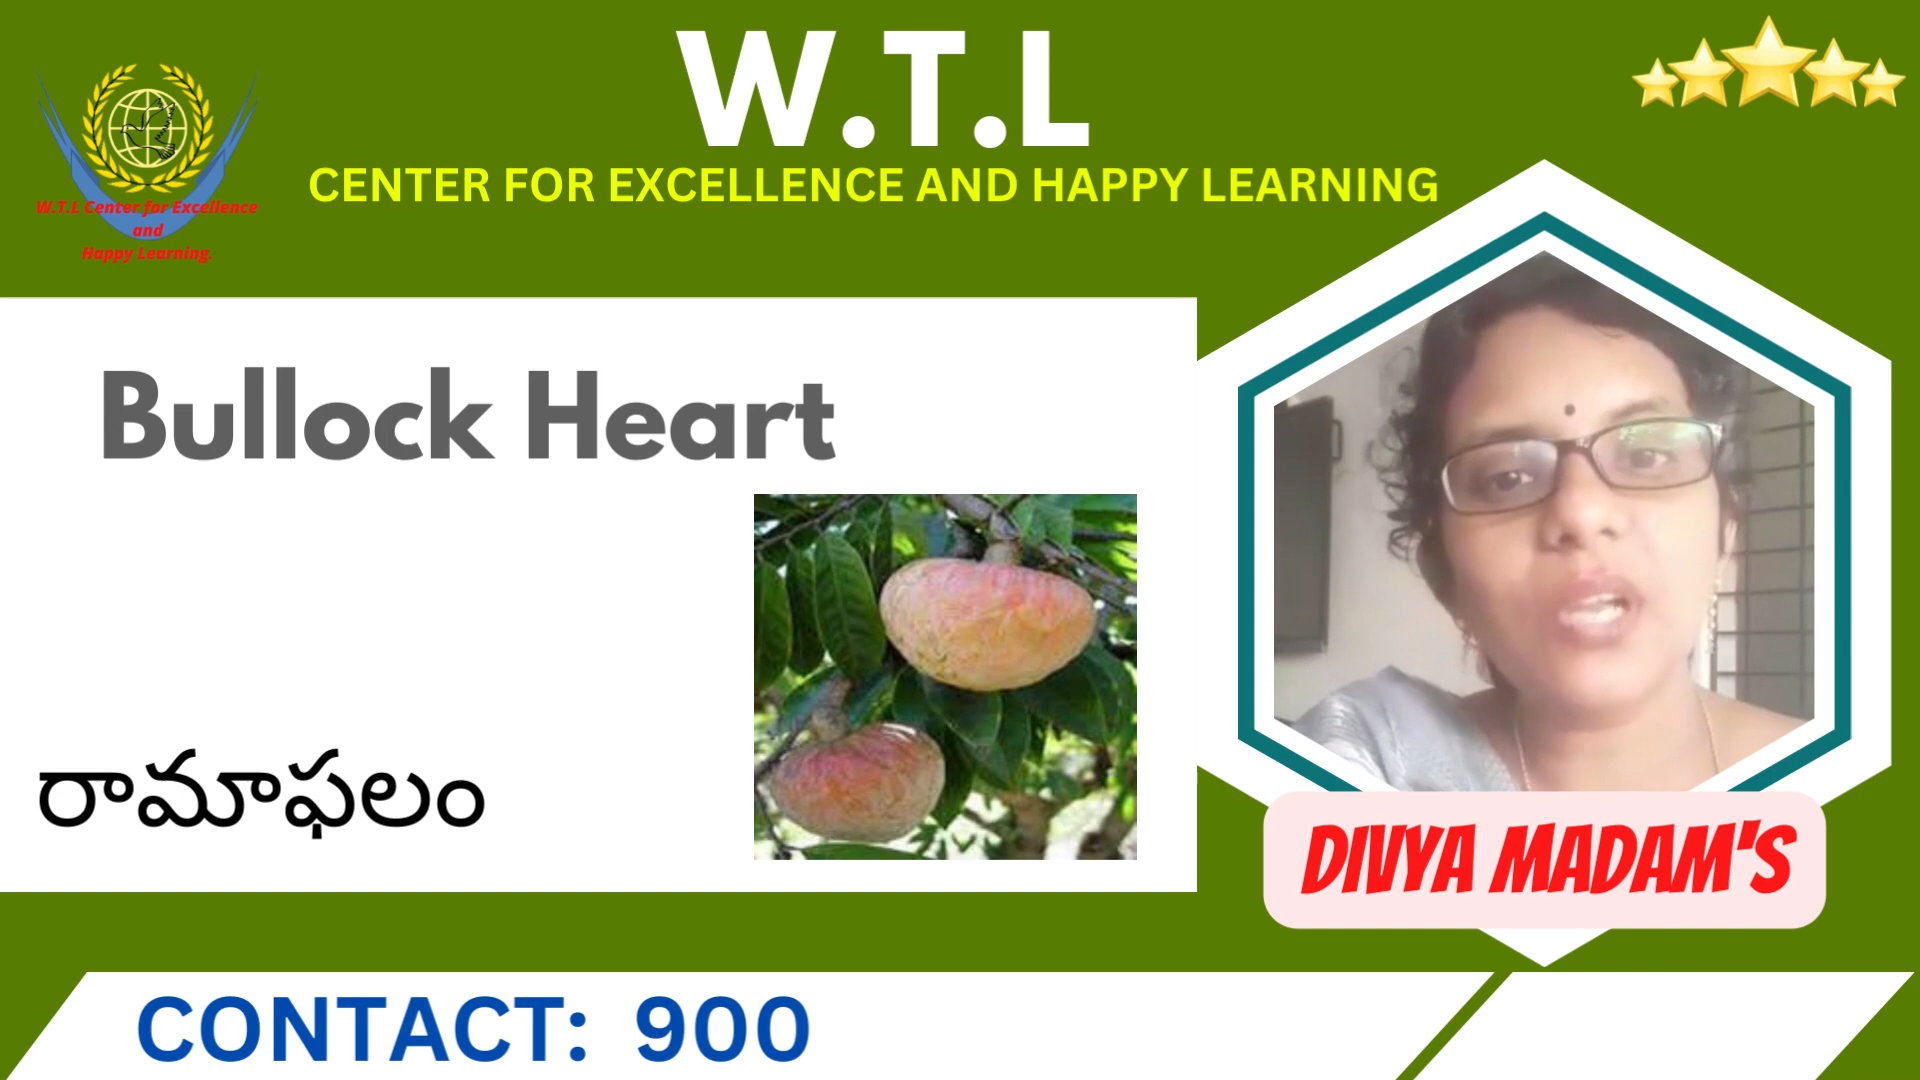 W.T.L
CENTER FOR EXCELLENCE AND HAPPY LEARNING
W.T.L Center for Excellence
and
Happy Learning.
Bullock Heart
రామాఫలం
DIVYA MADAM'S
CONTACT: 900